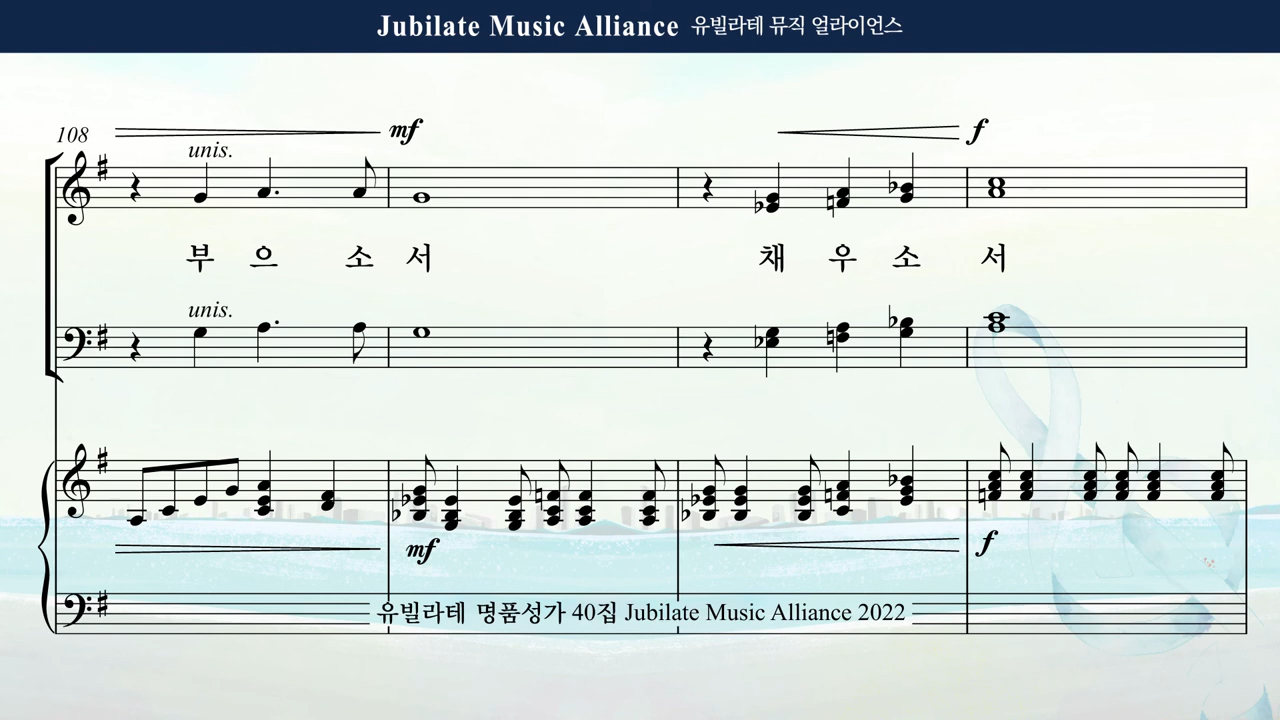 Jubilate Music Alliance 유빌라테 뮤직 얼라이언스
108
mf
f
unis.
부 으 소 서 채 우 소 서
unis.
mf
f
유빌라테 명품성가 40집 Jubilate Music Alliance 2022